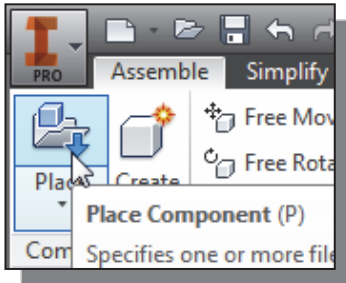 PRO
Assemble Simplify
Free Mov
Free Rota
Plac Create
Place Component (P)
Com Specifies one or more file